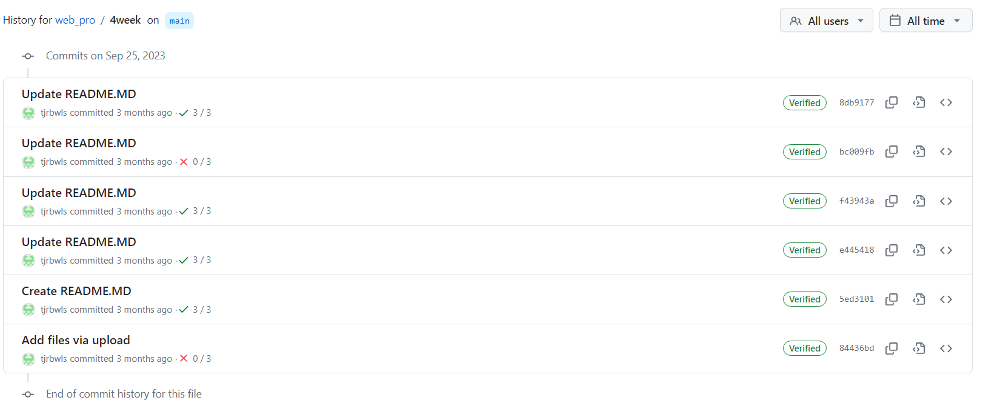 History for web_pro / 4week on main
All users
All time
Commits on Sep 25, 2023
Update README.MD
tjrbwls committed 3 months ago · 3 / 3
Verified
8db9177
Update README.MD
tjrbwls committed 3 months ago · 0 / 3
Verified
bc009fb
Update README.MD
tjrbwls committed 3 months ago · 3 / 3
Verified
f43943a
Update README.MD
tjrbwls committed 3 months ago · 3 / 3
Verified
e445418
Create README.MD
tjrbwls committed 3 months ago · 3 / 3
Verified
5ed3101
Add files via upload
tjrbwls committed 3 months ago · 0 / 3
Verified
84436bd
End of commit history for this file